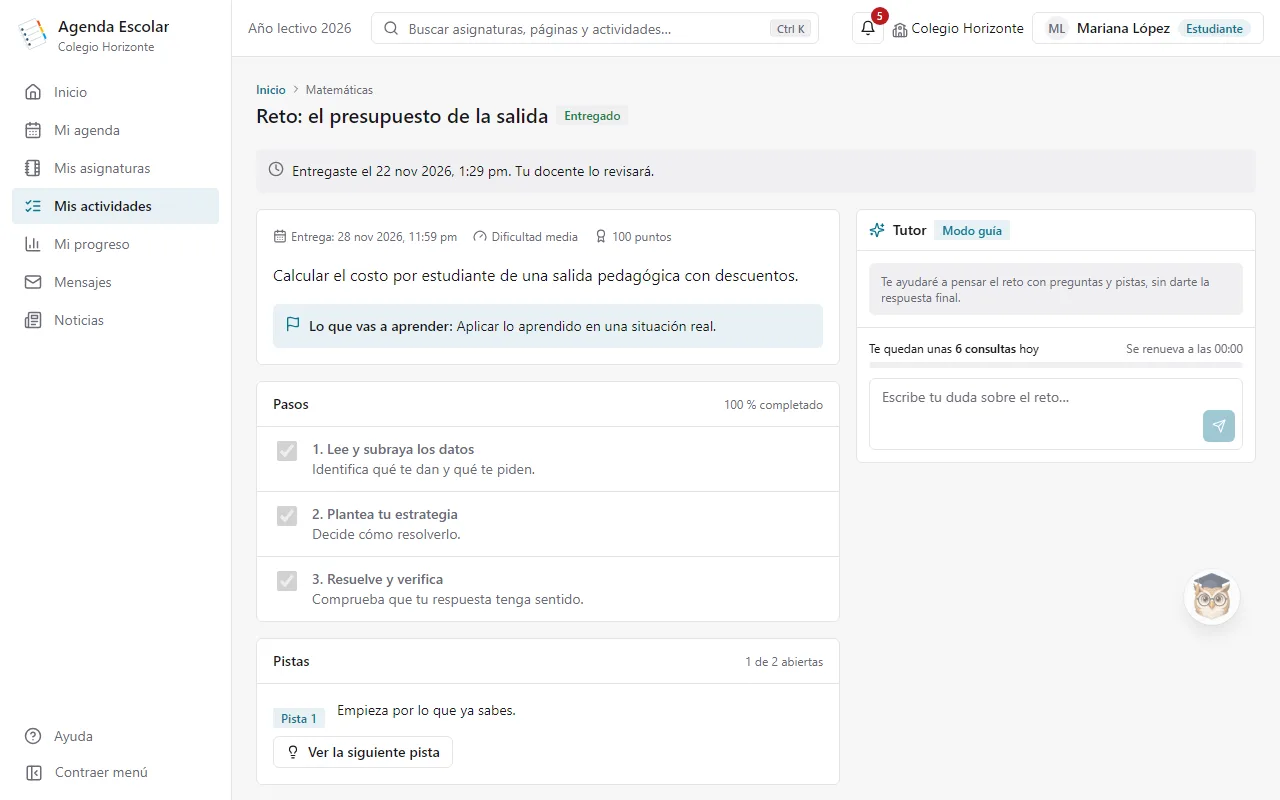 Agenda Escolar
Colegio Horizonte
Inicio
Mi agenda
Mis asignaturas
Mis actividades
Mi progreso
Mensajes
Noticias
Ayuda
Contraer menú
Año lectivo 2026
Buscar asignaturas, páginas y actividades...
Ctrl K
5
Colegio Horizonte
ML
Mariana López
Estudiante
Inicio > Matemáticas
Reto: el presupuesto de la salida
Entregado
Entregaste el 22 nov 2026, 1:29 pm. Tu docente lo revisará.
Entrega: 28 nov 2026, 11:59 pm
Dificultad media
100 puntos
Calcular el costo por estudiante de una salida pedagógica con descuentos.
Lo que vas a aprender: Aplicar lo aprendido en una situación real.
Pasos
100 % completado
1. Lee y subraya los datos
Identifica qué te dan y qué te piden.
2. Plantea tu estrategia
Decide cómo resolverlo.
3. Resuelve y verifica
Comprueba que tu respuesta tenga sentido.
Pistas
1 de 2 abiertas
Pista 1
Empieza por lo que ya sabes.
Ver la siguiente pista
Tutor
Modo guía
Te ayudaré a pensar el reto con preguntas y pistas, sin darte la
respuesta final.
Te quedan unas 6 consultas hoy
Se renueva a las 00:00
Escribe tu duda sobre el reto...